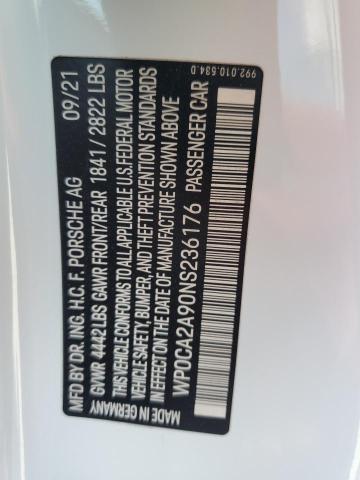 MFD BY DR. ING. H.C. F. PORSCHE AG 09/21
GVWR 4442 LBS GAWR FRONT/REAR 1841 / 2822 LBS
THIS VEHICLE CONFORMS TO ALL APPLICABLE U.S. FEDERAL MOTOR
VEHICLE SAFETY, BUMPER, AND THEFT PREVENTION STANDARDS
IN EFFECT ON THE DATE OF MANUFACTURE SHOWN ABOVE
WP0CA2A90NS236176 PASSENGER CAR
MADE IN GERMANY
992.010.534.D